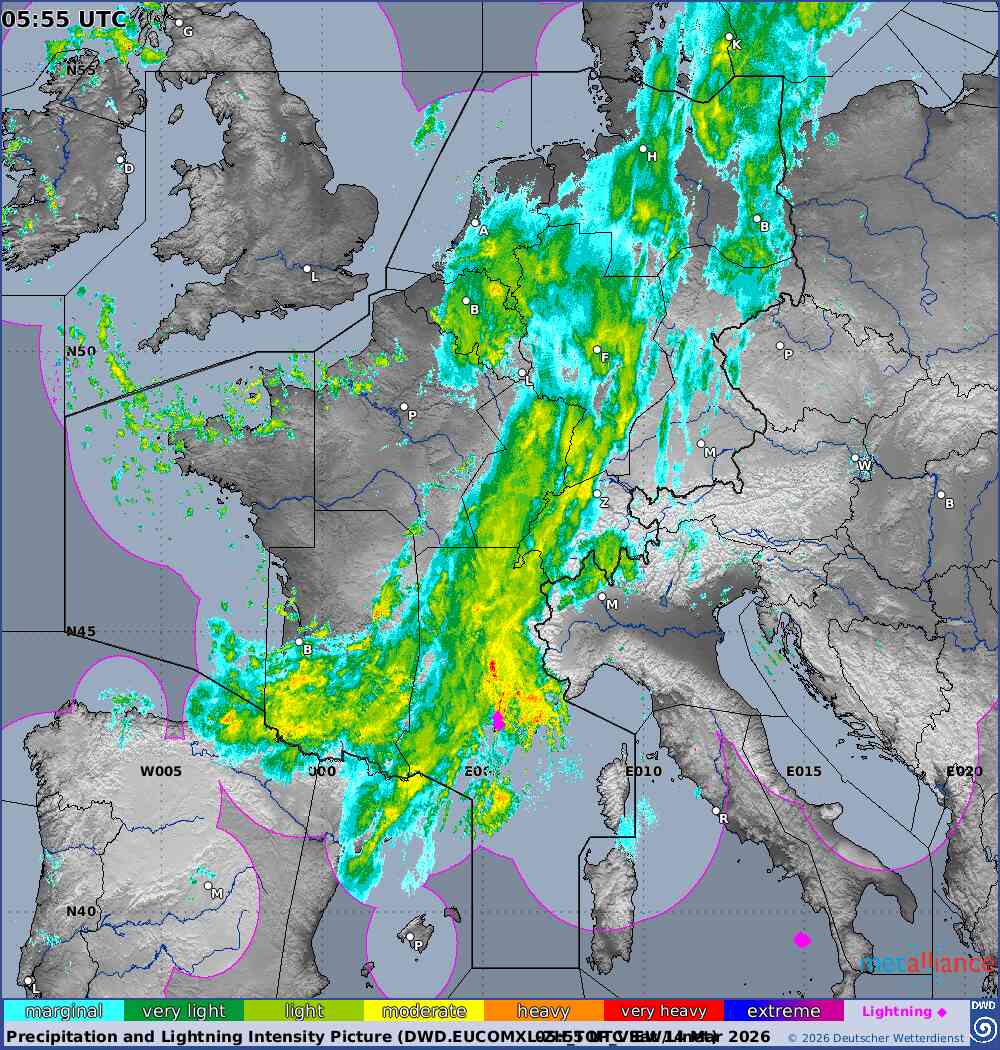 05:55 UTC
G
K
N55
H
D
A
B
L
B
N50
P
F
L
P
M
W
Z
B
M
N45
B
W005
000
E010
E015
E020
R
M
N40
P
metalliance
L
marginal very light light moderate heavy very heavy extreme Lightning ◆
DWD
Precipitation and Lightning Intensity Picture (DWD.EUCOMXL
2026 © 2026 Deutscher Wetterdienst